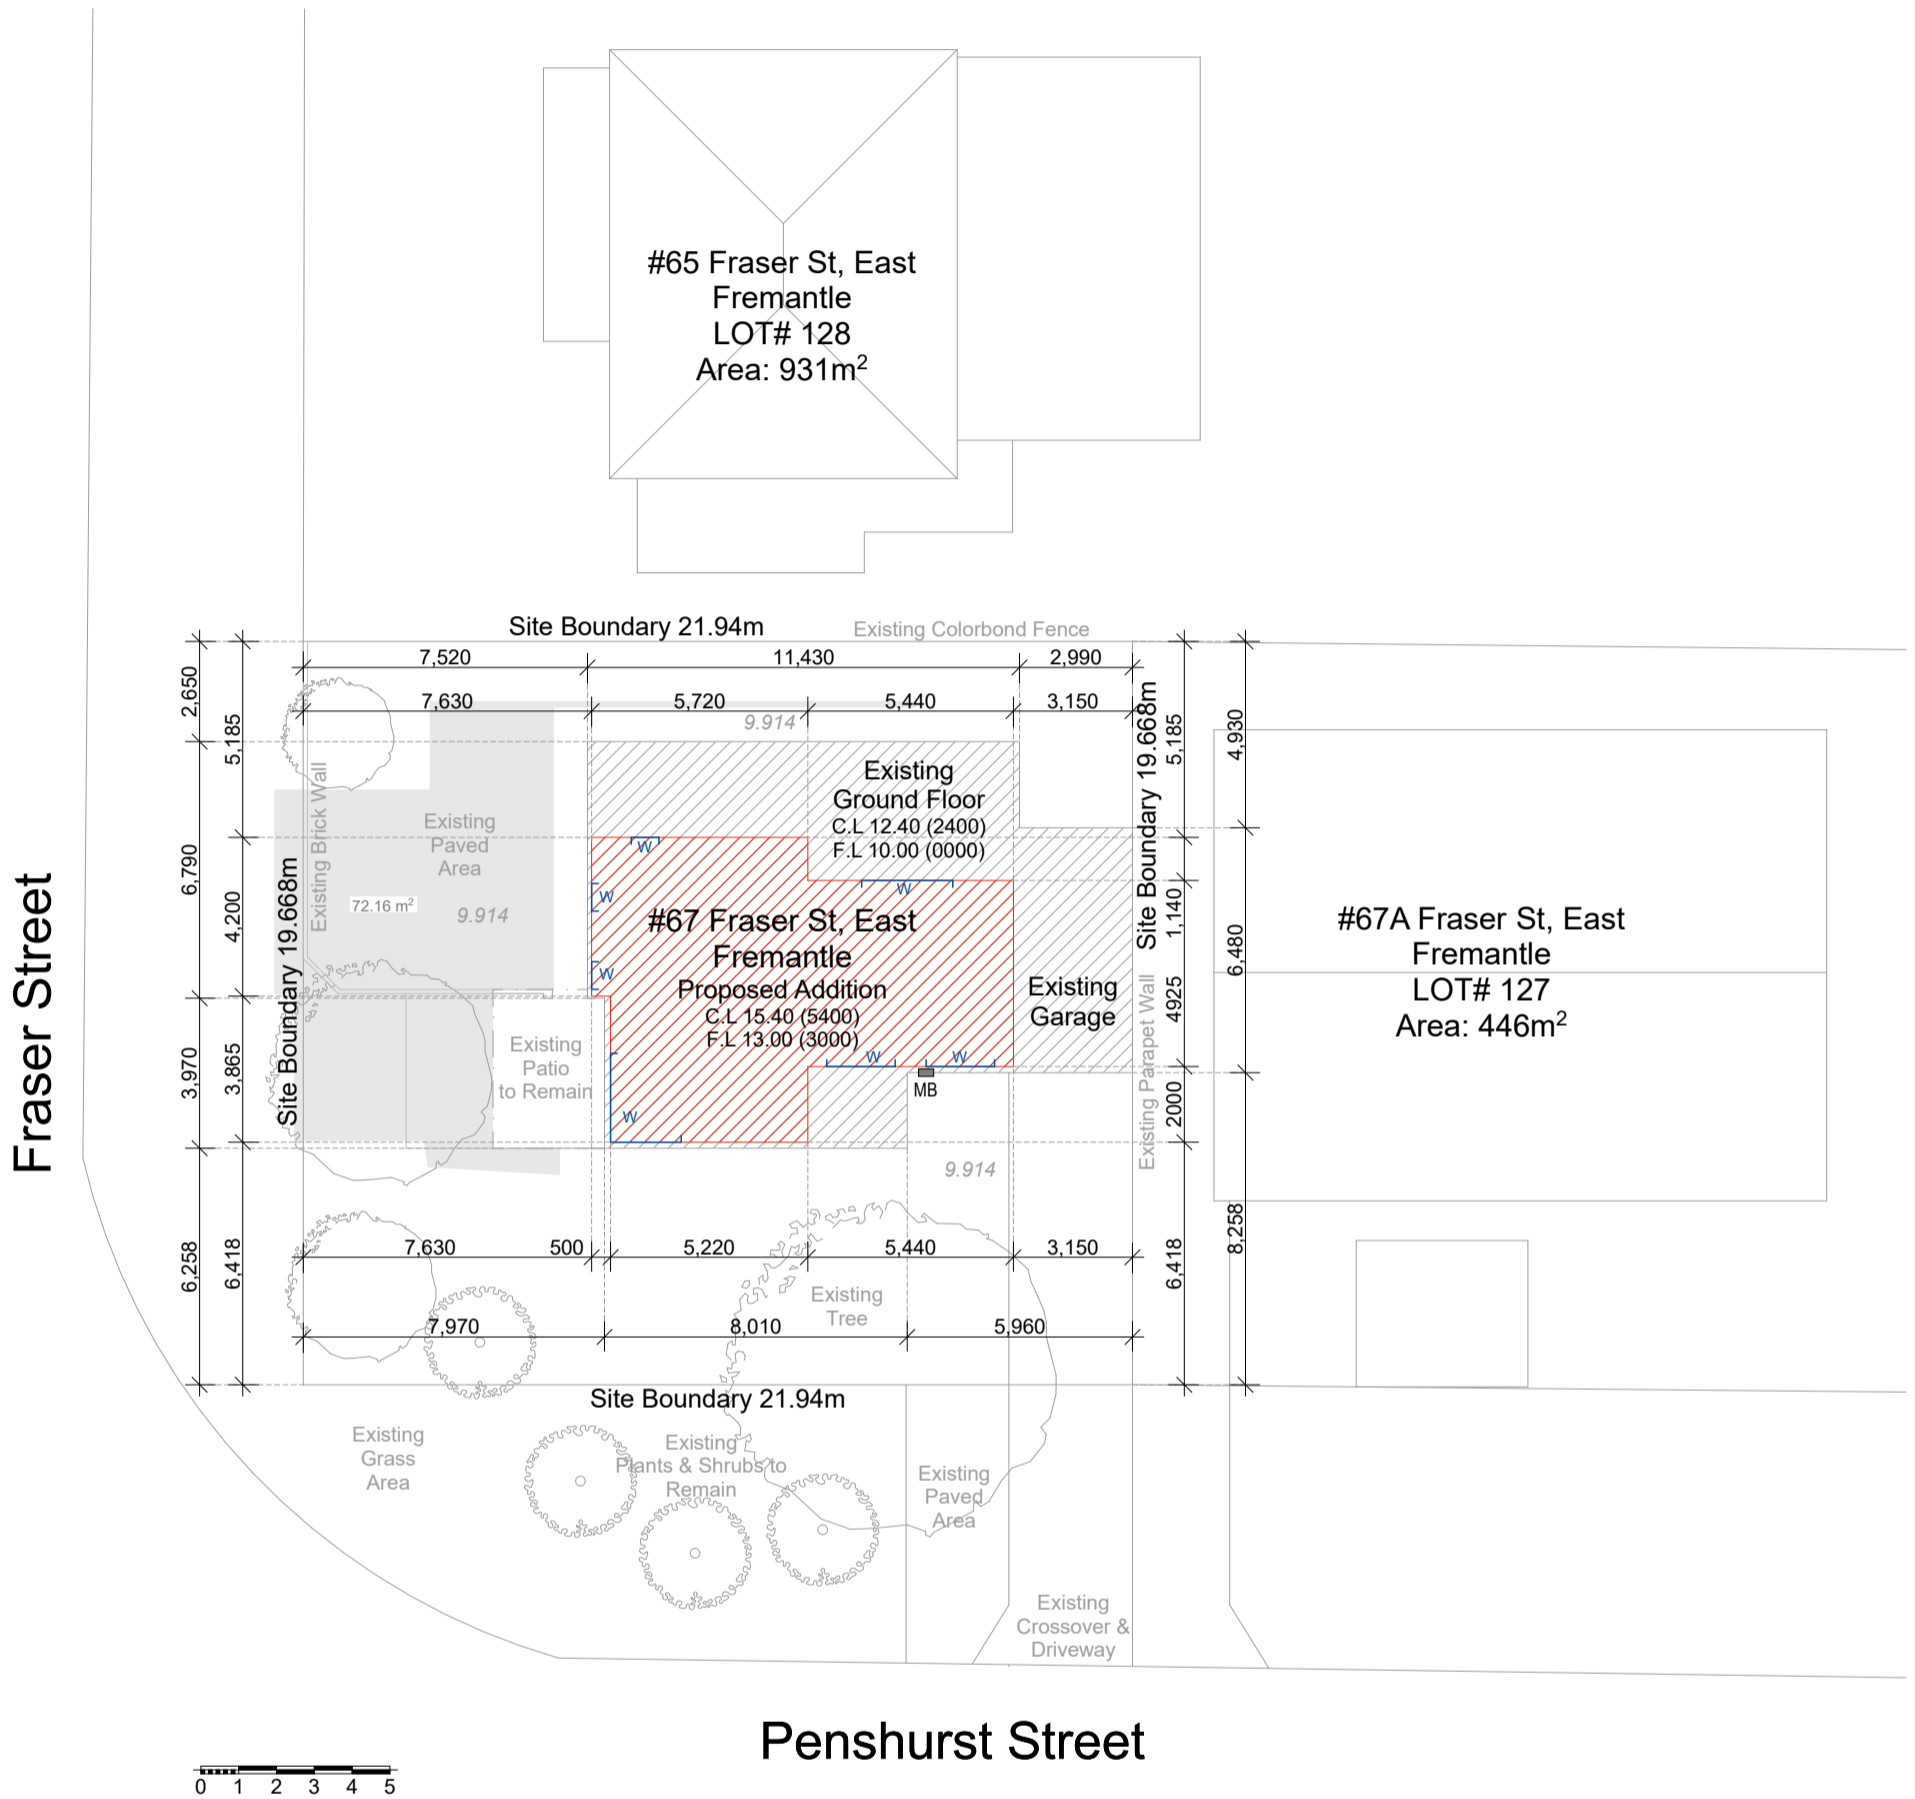 #65 Fraser St, East
Fremantle
LOT# 128
Area: 931m²
Site Boundary 21.94m
Existing Colorbond Fence
7,520
11,430
2,990
7,630
5,720
5,440
3,150
9.914
2,650
6,790
3,970
6,258
5,185
4,200
3,865
6,418
Site Boundary 19.668m
Existing Brick Wall
Existing
Paved
Area
72.16 m²
9.914
Existing
Ground Floor
C.L 12.40 (2400)
F.L 10.00 (0000)
W
W
W
W
#67 Fraser St, East
Fremantle
Proposed Addition
C.L 15.40 (5400)
F.L 13.00 (3000)
W
W
W
MB
Existing
Garage
Existing
Patio
to Remain
9.914
Site Boundary 19.668m
Existing Parapet Wall
5,185
1,140
4925
2000
6,418
4,930
6,480
8,258
#67A Fraser St, East
Fremantle
LOT# 127
Area: 446m²
Fraser Street
7,630
500
5,220
5,440
3,150
Existing
Tree
7,970
8,010
5,960
Site Boundary 21.94m
Existing
Grass
Area
Existing
Plants & Shrubs to
Remain
Existing
Paved
Area
Existing
Crossover &
Driveway
Penshurst Street
0 1 2 3 4 5